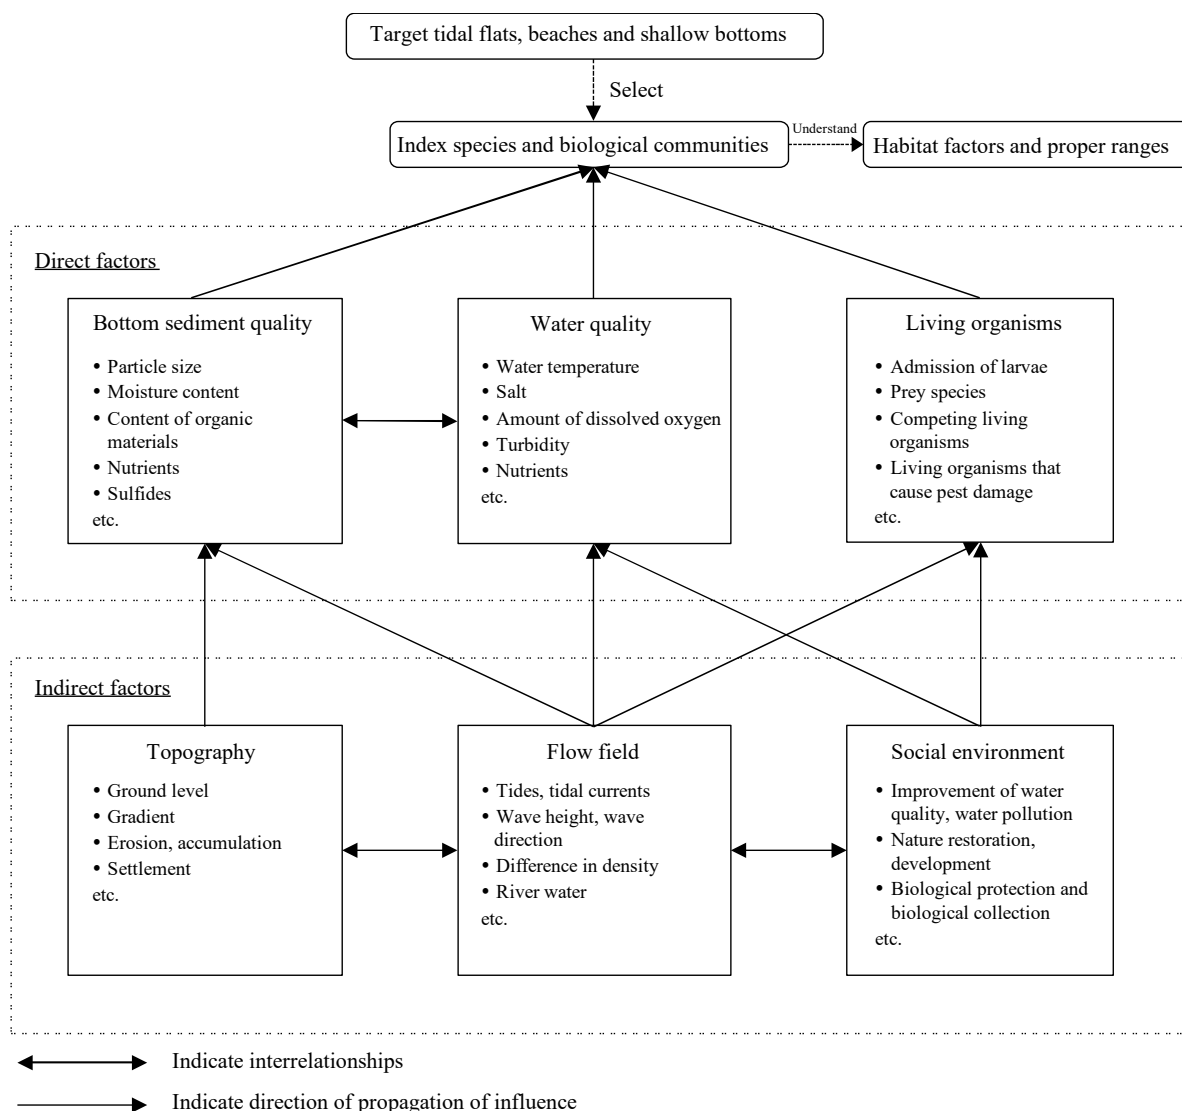 Target tidal flats, beaches and shallow bottoms
Select
Index species and biological communities
Understand
Habitat factors and proper ranges
Direct factors
Bottom sediment quality
• Particle size
• Moisture content
• Content of organic
materials
• Nutrients
• Sulfides
etc.
Water quality
• Water temperature
• Salt
• Amount of dissolved oxygen
• Turbidity
• Nutrients
etc.
Living organisms
• Admission of larvae
• Prey species
• Competing living
organisms
• Living organisms that
cause pest damage
etc.
Indirect factors
Topography
• Ground level
• Gradient
• Erosion, accumulation
• Settlement
etc.
Flow field
• Tides, tidal currents
• Wave height, wave
direction
• Difference in density
• River water
etc.
Social environment
• Improvement of water
quality, water pollution
• Nature restoration,
development
• Biological protection and
biological collection
etc.
Indicate interrelationships
Indicate direction of propagation of influence